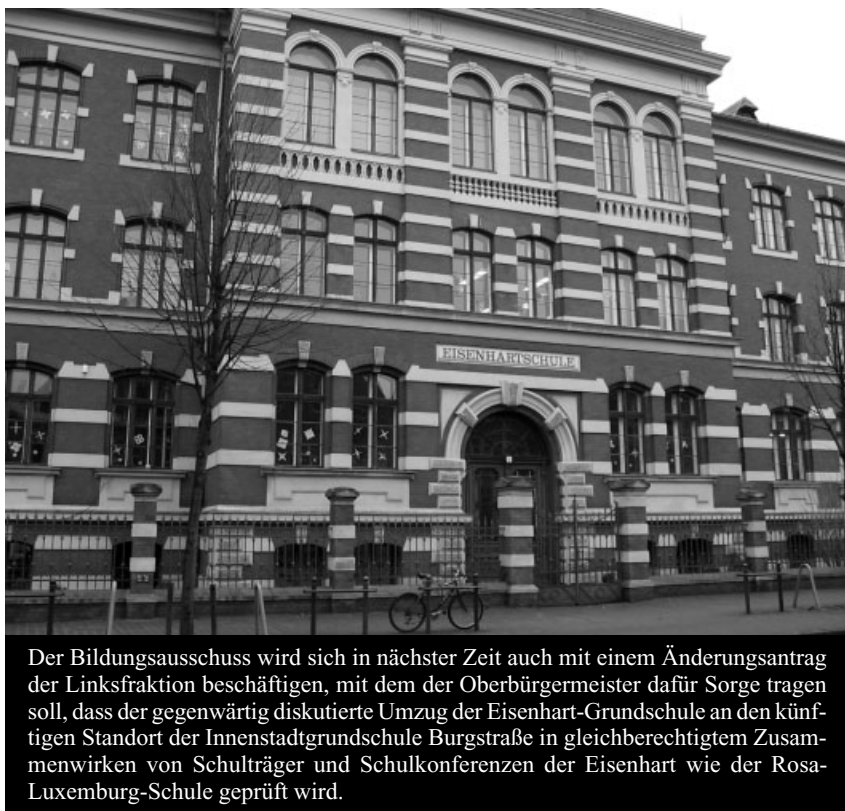 EISENHARTSCHULE
Der Bildungsausschuss wird sich in nächster Zeit auch mit einem Änderungsantrag
der Linksfraktion beschäftigen, mit dem der Oberbürgermeister dafür Sorge tragen
soll, dass der gegenwärtig diskutierte Umzug der Eisenhart-Grundschule an den künf-
tigen Standort der Innenstadtgrundschule Burgstraße in gleichberechtigtem Zusam-
menwirken von Schulträger und Schulkonferenzen der Eisenhart wie der Rosa-
Luxemburg-Schule geprüft wird.